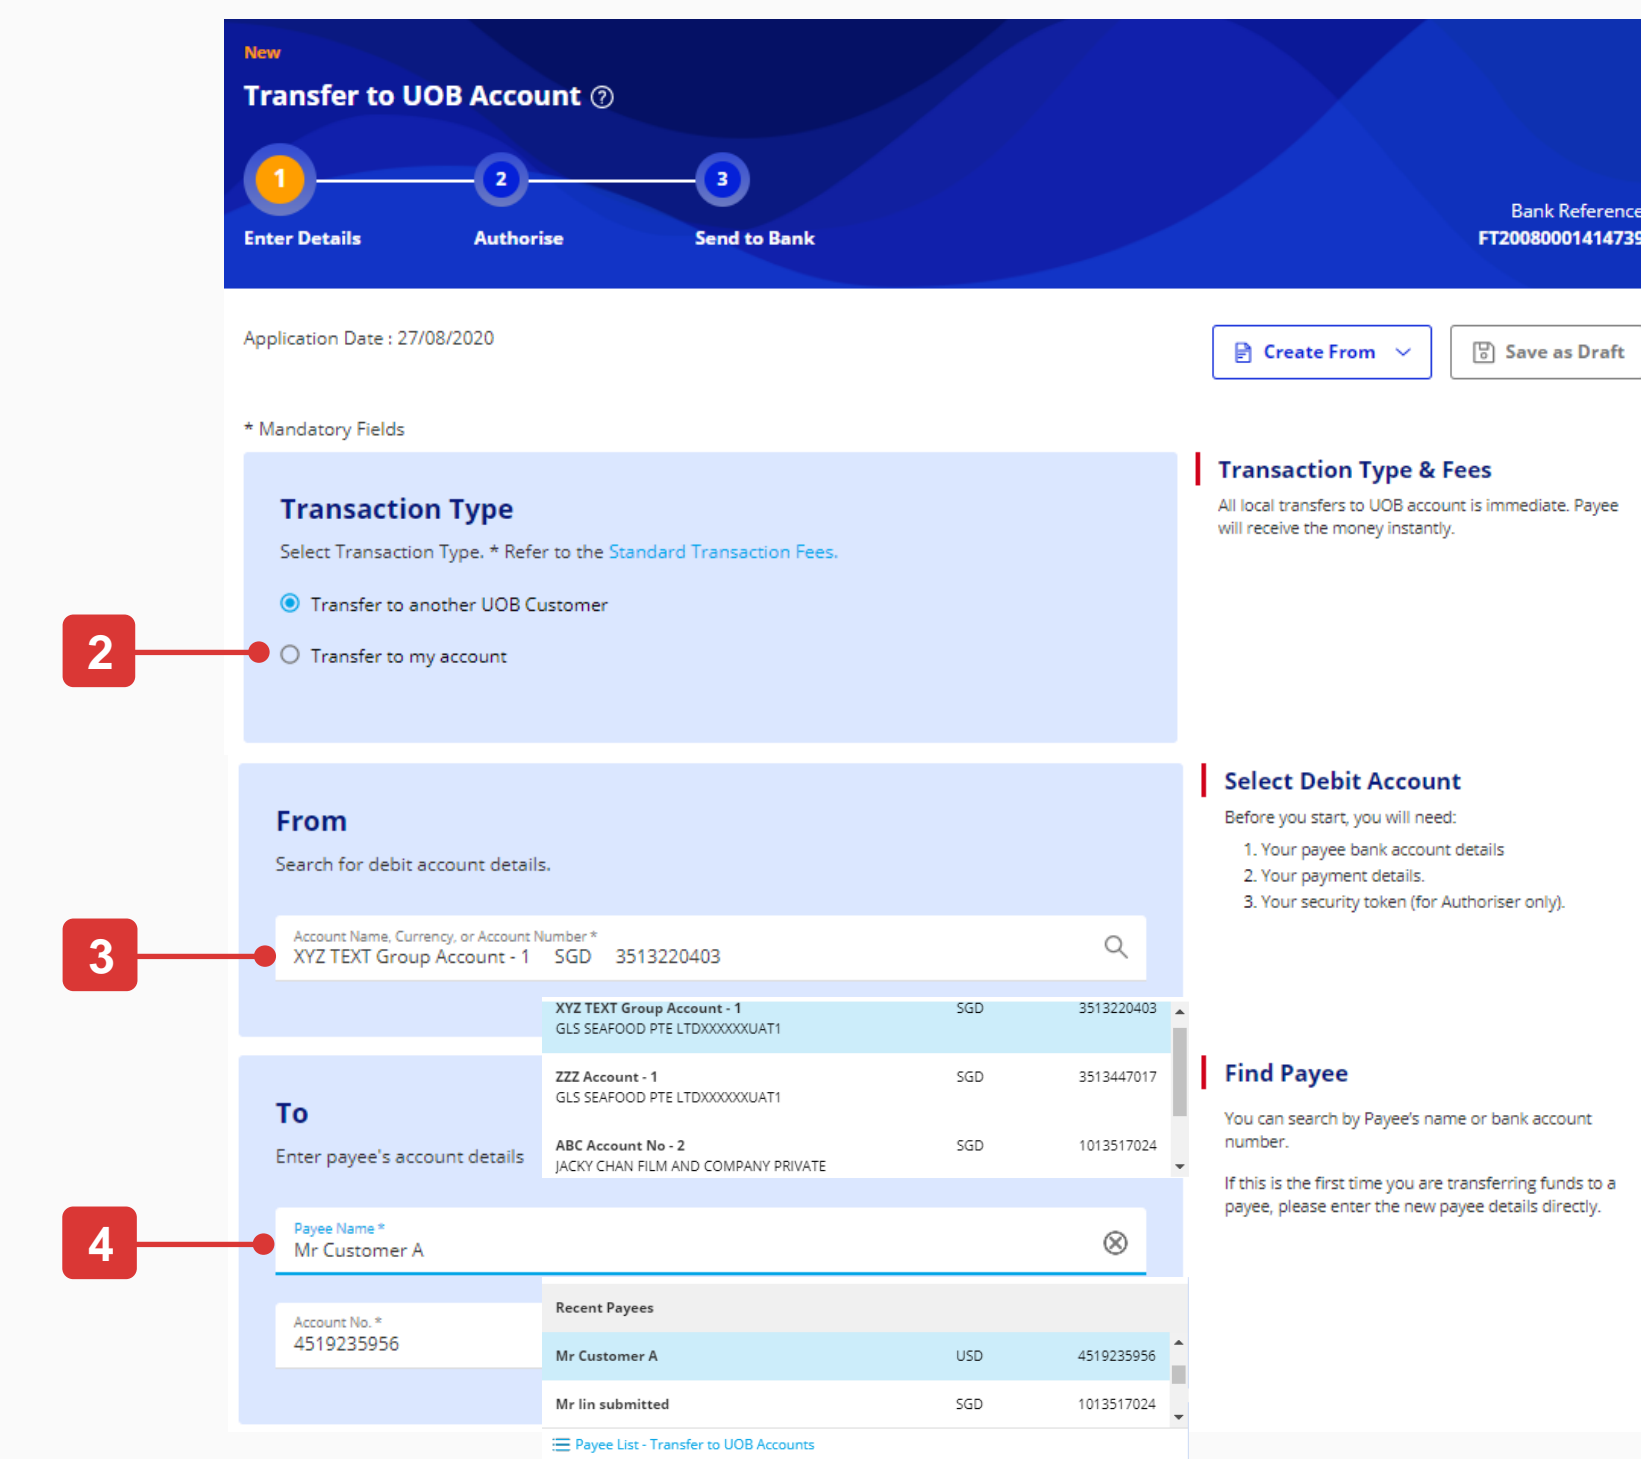 New
Transfer to UOB Account ?
1
2
3
Enter Details
Authorise
Send to Bank
Bank Reference
FT20080001414739
Application Date : 27/08/2020
Create From
Save as Draft
* Mandatory Fields
Transaction Type
Select Transaction Type. * Refer to the Standard Transaction Fees.
Transfer to another UOB Customer
2
Transfer to my account
Transaction Type & Fees
All local transfers to UOB account is immediate. Payee
will receive the money instantly.
From
Search for debit account details.
3
Account Name, Currency, or Account Number *
XYZ TEXT Group Account - 1 SGD 3513220403
XYZ TEXT Group Account - 1 SGD 3513220403
GLS SEAFOOD PTE LTDXXXXXXUAT1
ZZZ Account - 1 SGD 3513447017
GLS SEAFOOD PTE LTDXXXXXXUAT1
ABC Account No - 2 SGD 1013517024
JACKY CHAN FILM AND COMPANY PRIVATE
Select Debit Account
Before you start, you will need:
1. Your payee bank account details
2. Your payment details.
3. Your security token (for Authoriser only).
To
Enter payee's account details
4
Payee Name *
Mr Customer A
Account No. *
4519235956
Recent Payees
Mr Customer A USD 4519235956
Mr lin submitted SGD 1013517024
Payee List - Transfer to UOB Accounts
Find Payee
You can search by Payee's name or bank account
number.
If this is the first time you are transferring funds to a
payee, please enter the new payee details directly.